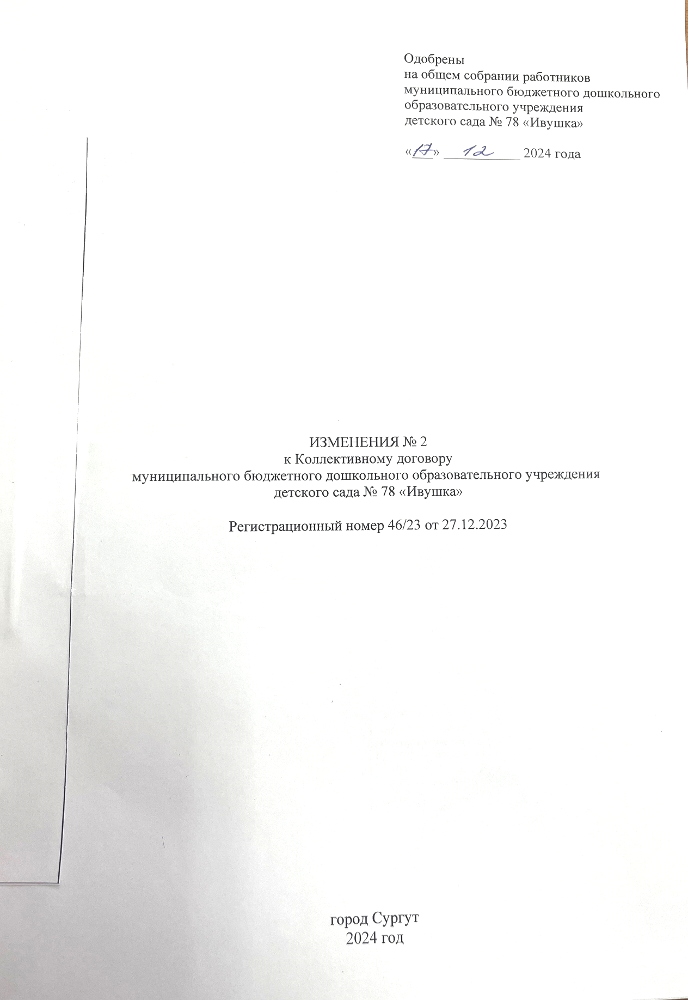 Одобрены
на общем собрании работников
муниципального бюджетного дошкольного
образовательного учреждения
детского сада № 78 «Ивушка»
«17» 12 2024 года
ИЗМЕНЕНИЯ № 2
к Коллективному договору
муниципального бюджетного дошкольного образовательного учреждения
детского сада № 78 «Ивушка»
Регистрационный номер 46/23 от 27.12.2023
город Сургут
2024 год